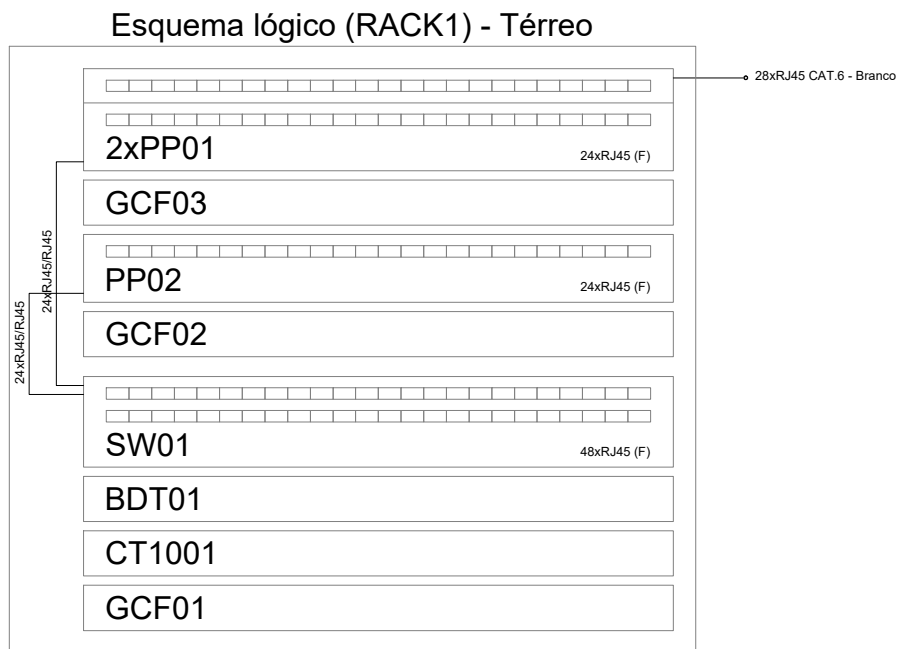 Esquema lógico (RACK1) - Térreo
28xRJ45 CAT.6 - Branco
2xPP01
24xRJ45 (F)
GCF03
24xRJ45/RJ45
PP02
24xRJ45 (F)
24xRJ45/RJ45
GCF02
SW01
48xRJ45 (F)
BDT01
CT1001
GCF01